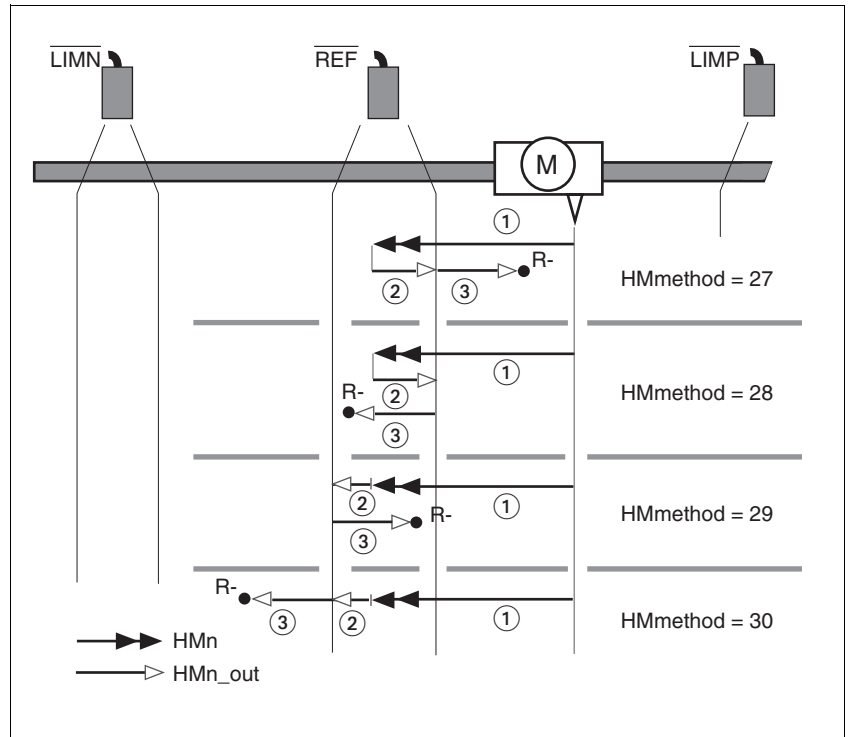 LIMN REF LIMP
M
①
R-
② ③
HMmethod = 27
①
②
R-
HMmethod = 28
③
②
①
R-
HMmethod = 29
③
R-
③ ② ①
HMmethod = 30
HMn
HMn_out